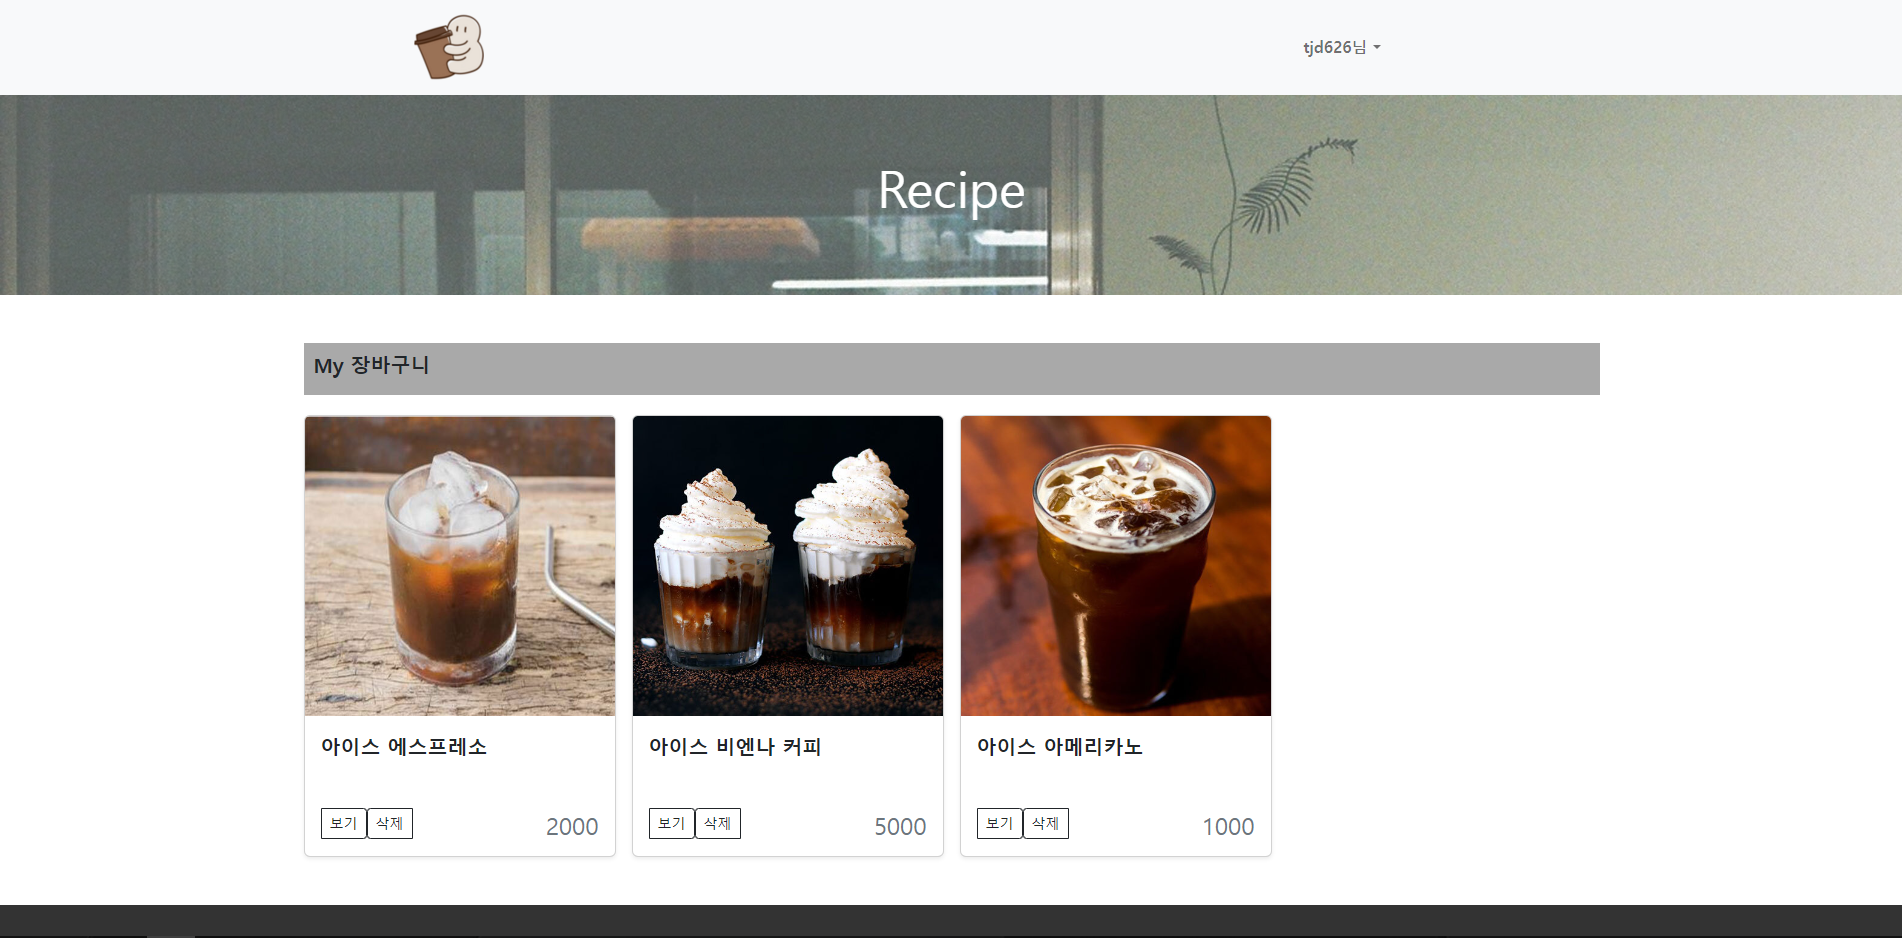 tjd626님
Recipe
My 장바구니
아이스 에스프레소
보기 삭제 2000
아이스 비엔나 커피
보기 삭제 5000
아이스 아메리카노
보기 삭제 1000